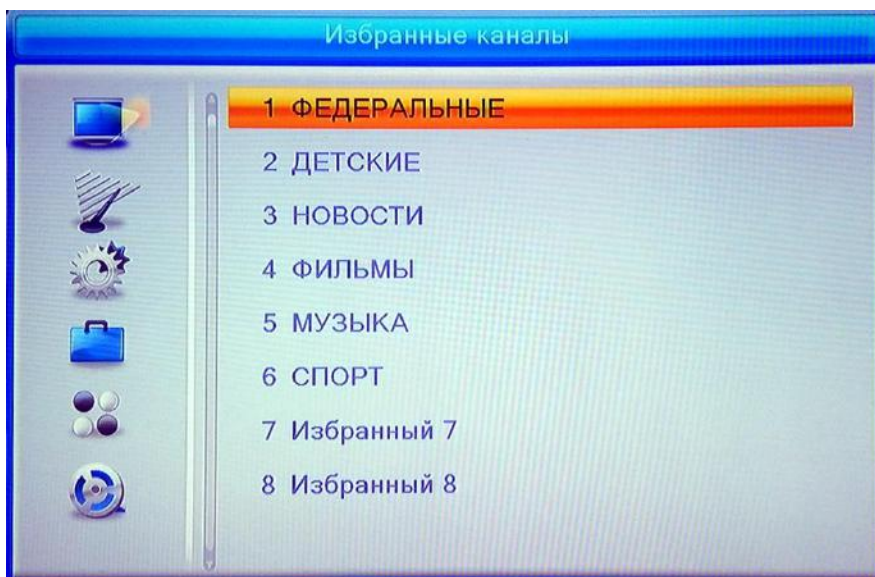 Избранные каналы
1 ФЕДЕРАЛЬНЫЕ
2 ДЕТСКИЕ
3 НОВОСТИ
4 ФИЛЬМЫ
5 МУЗЫКА
6 СПОРТ
7 Избранный 7
8 Избранный 8